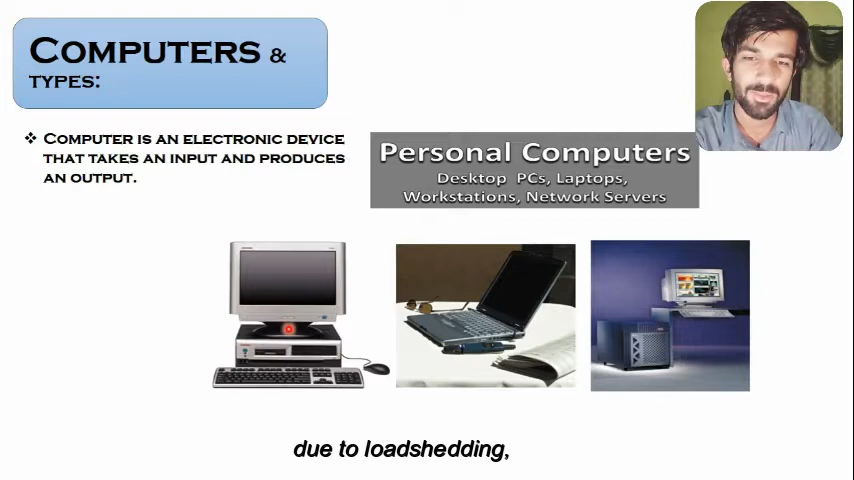 COMPUTERS &
TYPES:
❖ COMPUTER IS AN ELECTRONIC DEVICE
THAT TAKES AN INPUT AND PRODUCES
AN OUTPUT.
Personal Computers
Desktop PCs, Laptops,
Workstations, Network Servers
due to loadshedding,